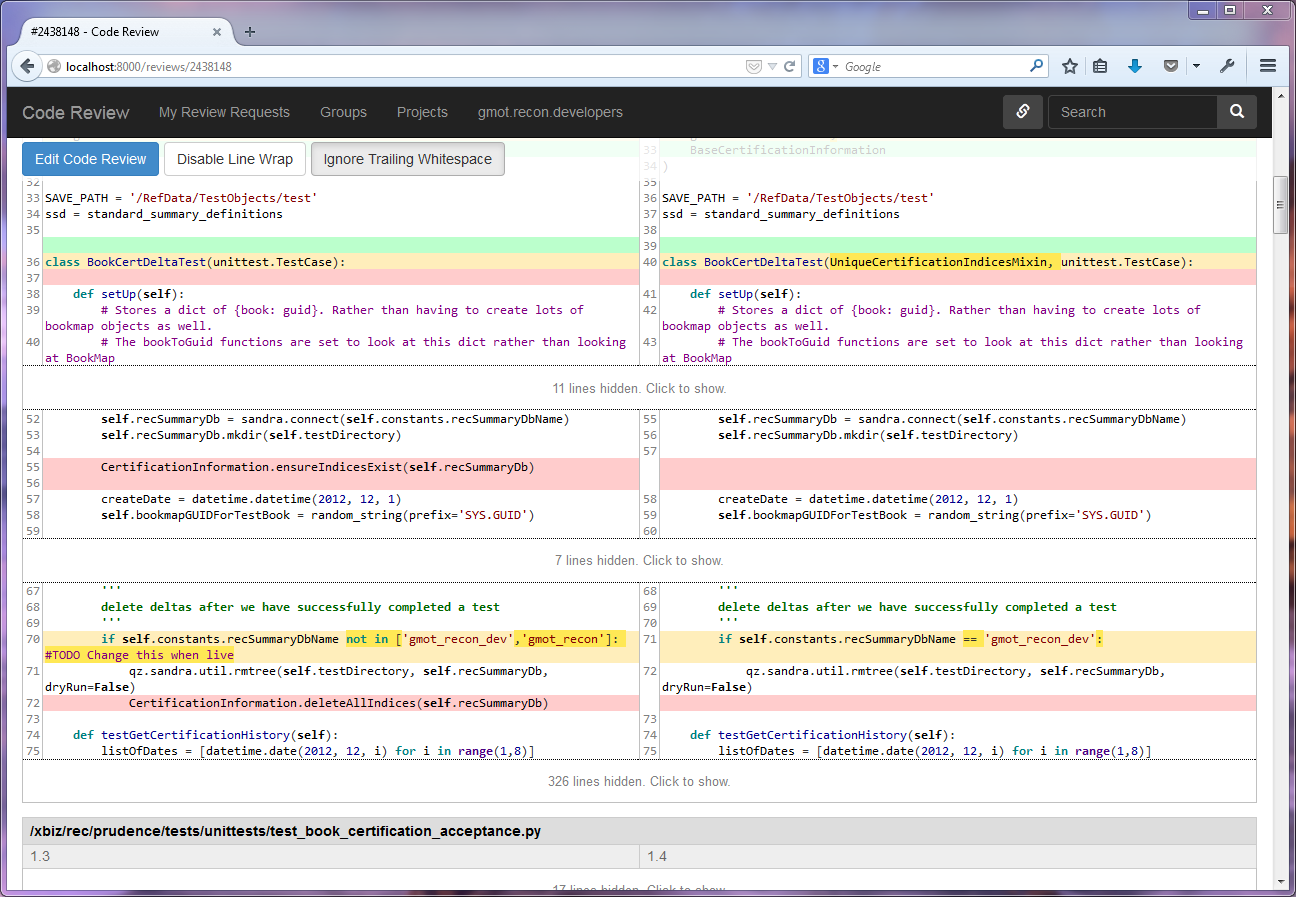 #2438148 - Code Review
localhost:8000/reviews/2438148
Google
Code Review My Review Requests Groups Projects gmot.recon.developers Search
Edit Code Review Disable Line Wrap Ignore Trailing Whitespace
33 BaseCertificationInformation
34 )
32 35
33 SAVE_PATH = '/RefData/TestObjects/test' 36 SAVE_PATH = '/RefData/TestObjects/test'
34 ssd = standard_summary_definitions 37 ssd = standard_summary_definitions
35 38
39
36 class BookCertDeltaTest(unittest.TestCase): 40 class BookCertDeltaTest(UniqueCertificationIndicesMixin, unittest.TestCase):
37
38 def setUp(self): 41 def setUp(self):
39 # Stores a dict of {book: guid}. Rather than having to create lots of 42 # Stores a dict of {book: guid}. Rather than having to create lots of
bookmap objects as well. bookmap objects as well.
40 # The bookToGuid functions are set to look at this dict rather than looking 43 # The bookToGuid functions are set to look at this dict rather than looking
at BookMap at BookMap
11 lines hidden. Click to show.
52 self.recSummaryDb = sandra.connect(self.constants.recSummaryDbName) 55 self.recSummaryDb = sandra.connect(self.constants.recSummaryDbName)
53 self.recSummaryDb.mkdir(self.testDirectory) 56 self.recSummaryDb.mkdir(self.testDirectory)
54 57
55 CertificationInformation.ensureIndicesExist(self.recSummaryDb)
56
57 createDate = datetime.datetime(2012, 12, 1) 58 createDate = datetime.datetime(2012, 12, 1)
58 self.bookmapGUIDForTestBook = random_string(prefix='SYS.GUID') 59 self.bookmapGUIDForTestBook = random_string(prefix='SYS.GUID')
59 60
7 lines hidden. Click to show.
67 ''' 68 '''
68 delete deltas after we have successfully completed a test 69 delete deltas after we have successfully completed a test
69 ''' 70 '''
70 if self.constants.recSummaryDbName not in ['gmot_recon_dev','gmot_recon']: 71 if self.constants.recSummaryDbName == 'gmot_recon_dev':
#TODO Change this when live
71 qz.sandra.util.rmtree(self.testDirectory, self.recSummaryDb, 72 qz.sandra.util.rmtree(self.testDirectory, self.recSummaryDb,
dryRun=False) dryRun=False)
72 CertificationInformation.deleteAllIndices(self.recSummaryDb)
73 73
74 def testGetCertificationHistory(self): 74 def testGetCertificationHistory(self):
75 listOfDates = [datetime.date(2012, 12, i) for i in range(1,8)] 75 listOfDates = [datetime.date(2012, 12, i) for i in range(1,8)]
326 lines hidden. Click to show.
/xbiz/rec/prudence/tests/unittests/test_book_certification_acceptance.py
1.3 1.4
17 lines hidden. Click to show.